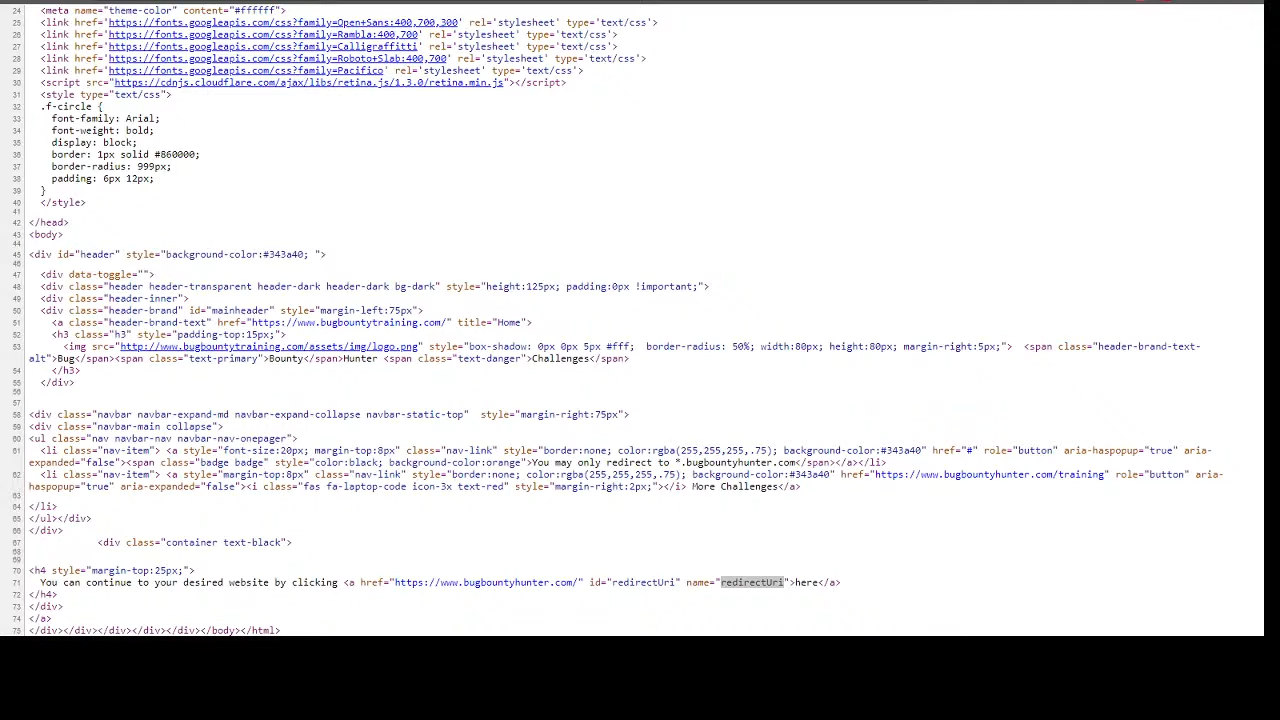 24 <meta name="theme-color" content="#ffffff">
25 <link href='https://fonts.googleapis.com/css?family=Open+Sans:400,700,300' rel='stylesheet' type='text/css'>
26 <link href='https://fonts.googleapis.com/css?family=Rambla:400,700' rel='stylesheet' type='text/css'>
27 <link href='https://fonts.googleapis.com/css?family=Calligraffitti' rel='stylesheet' type='text/css'>
28 <link href='https://fonts.googleapis.com/css?family=Roboto+Slab:400,700' rel='stylesheet' type='text/css'>
29 <link href='https://fonts.googleapis.com/css?family=Pacifico' rel='stylesheet' type='text/css'>
30 <script src="https://cdnjs.cloudflare.com/ajax/libs/retina.js/1.3.0/retina.min.js"></script>
31 <style type="text/css">
32 .f-circle {
33 font-family: Arial;
34 font-weight: bold;
35 display: block;
36 border: 1px solid #860000;
37 border-radius: 999px;
38 padding: 6px 12px;
39 }
40 </style>
41
42 </head>
43 <body>
44
45 <div id="header" style="background-color:#343a40; ">
46
47 <div data-toggle="">
48 <div class="header header-transparent header-dark header-dark bg-dark" style="height:125px; padding:0px !important;">
49 <div class="header-inner">
50 <div class="header-brand" id="mainheader" style="margin-left:75px">
51 <a class="header-brand-text" href="https://www.bugbountytraining.com/" title="Home">
52 <h3 class="h3" style="padding-top:15px;">
53 <img src="http://www.bugbountytraining.com/assets/img/logo.png" style="box-shadow: 0px 0px 5px #fff; border-radius: 50%; width:80px; height:80px; margin-right:5px;"> <span class="header-brand-text-
alt">Bug</span><span class="text-primary">Bounty</span>Hunter <span class="text-danger">Challenges</span>
54 </h3>
55 </div>
56
57
58 <div class="navbar navbar-expand-md navbar-expand-collapse navbar-static-top" style="margin-right:75px">
59 <div class="navbar-main collapse">
60 <ul class="nav navbar-nav navbar-nav-onepager">
61 <li class="nav-item"> <a style="font-size:20px; margin-top:8px" class="nav-link" style="border:none; color:rgba(255,255,255,.75); background-color:#343a40" href="#" role="button" aria-haspopup="true" aria-
expanded="false"><span class="badge badge" style="color:black; background-color:orange">You may only redirect to *.bugbountyhunter.com</span></a></li>
62 <li class="nav-item"> <a style="margin-top:8px" class="nav-link" style="border:none; color:rgba(255,255,255,.75); background-color:#343a40" href="https://www.bugbountyhunter.com/training" role="button" aria-
haspopup="true" aria-expanded="false"><i class="fas fa-laptop-code icon-3x text-red" style="margin-right:2px;"></i> More Challenges</a>
63
64 </li>
65 </ul></div>
66 </div>
67 <div class="container text-black">
68
69
70 <h4 style="margin-top:25px;">
71 You can continue to your desired website by clicking <a href="https://www.bugbountyhunter.com/" id="redirectUri" name="redirectUri">here</a>
72 </h4>
73 </div>
74 </a>
75 </div></div></div></div></div></body></html>